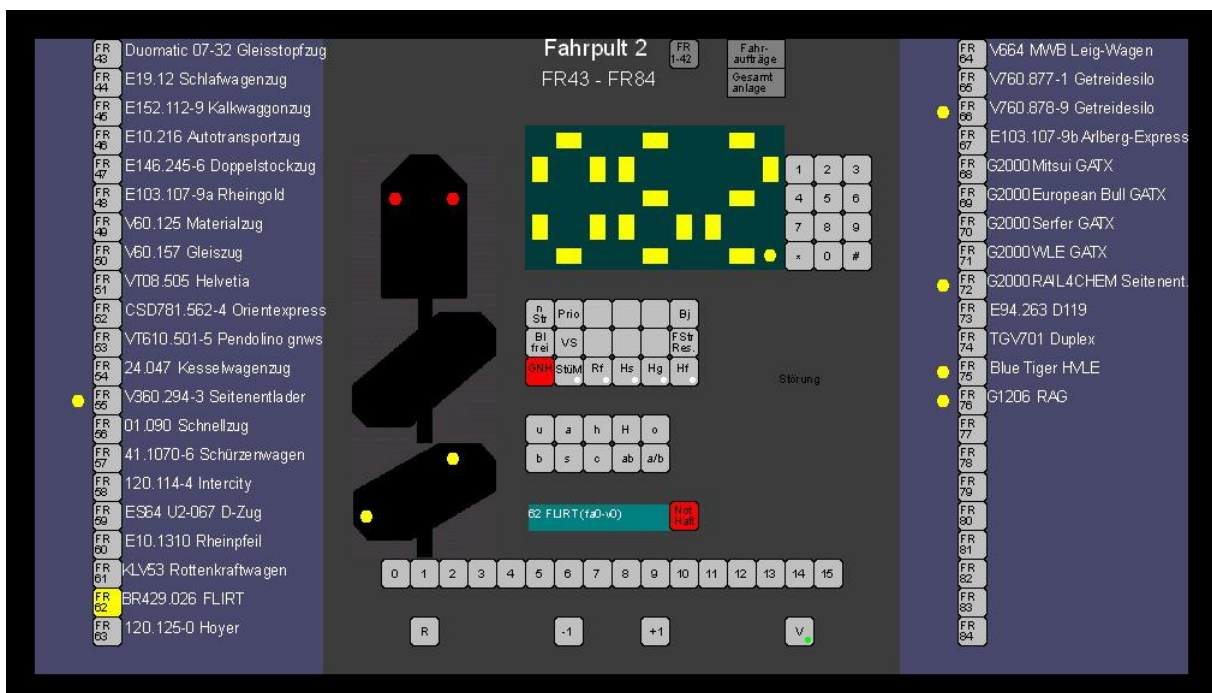 FR 43 Duomatic 07-32 Gleisstopfzug
FR 44 E19.12 Schlafwagenzug
FR 45 E152.112-9 Kalkwaggonzug
FR 46 E10.216 Autotransportzug
FR 47 E146.245-6 Doppelstockzug
FR 48 E103.107-9a Rheingold
FR 49 V60.125 Materialzug
FR 50 V60.157 Gleiszug
FR 51 VT08.505 Helvetia
FR 52 CSD781.562-4 Orientexpress
FR 53 VT610.501-5 Pendolino gnws
FR 54 24.047 Kesselwagenzug
FR 55 V360.294-3 Seitenentlader
FR 56 01.090 Schnellzug
FR 57 41.1070-6 Schürzenwagen
FR 58 120.114-4 Intercity
FR 59 ES64 U2-067 D-Zug
FR 60 E10.1310 Rheinpfeil
FR 61 KLV53 Rottenkraftwagen
FR 62 BR429.026 FLIRT
FR 63 120.125-0 Hoyer
Fahrpult 2
FR43 - FR84
FR
1-42
Fahr-
aufträge
Gesamt
anlage
1 2 3
4 5 6
7 8 9
* 0 #
n Str Prio Bj
Bl frei VS FStr Res.
GNH StüM Rf Hs Hg Hf
Störung
u a h H o
b s c ab a/b
62 FLIRT(fa0-v0)
Not
Halt
0 1 2 3 4 5 6 7 8 9 10 11 12 13 14 15
R -1 +1 V
FR 64 V664 MWB Leig-Wagen
FR 65 V760.877-1 Getreidesilo
FR 66 V760.878-9 Getreidesilo
FR 67 E103.107-9b Arlberg-Express
FR 68 G2000 Mitsui GATX
FR 69 G2000 European Bull GATX
FR 70 G2000 Serfer GATX
FR 71 G2000 WLE GATX
FR 72 G2000 RAIL4CHEM Seitenent.
FR 73 E94.263 D119
FR 74 TGV701 Duplex
FR 75 Blue Tiger HVLE
FR 76 G1206 RAG
FR 77
FR 78
FR 79
FR 80
FR 81
FR 82
FR 83
FR 84